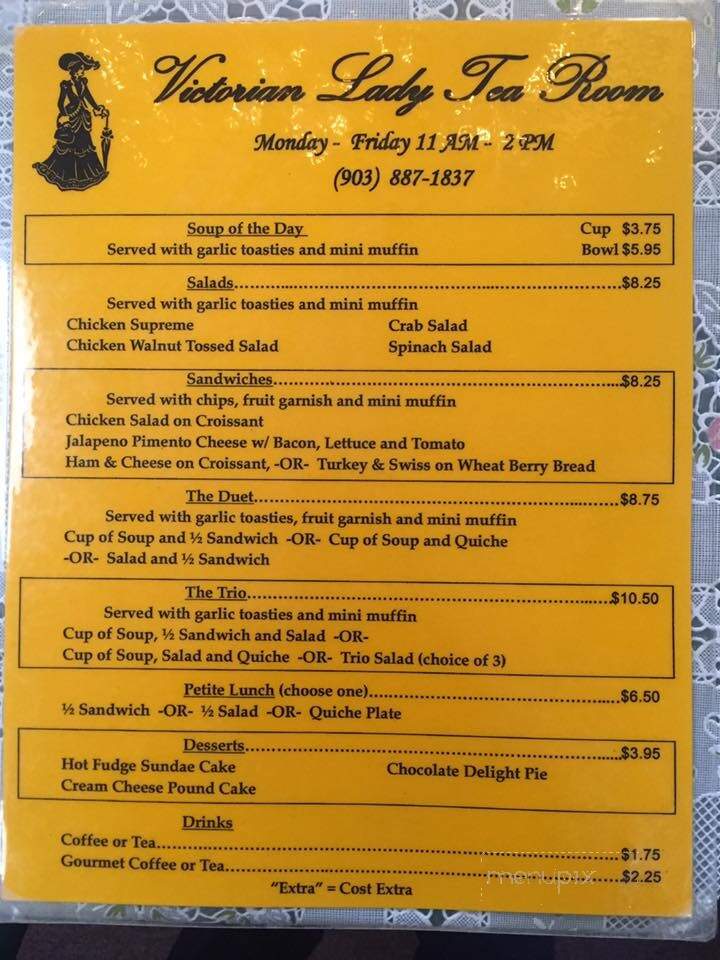 Victorian Lady Tea Room
Monday - Friday 11 AM - 2 PM
(903) 887-1837
Soup of the Day Cup $3.75
Served with garlic toasties and mini muffin Bowl $5.95
Salads..........$8.25
Served with garlic toasties and mini muffin
Chicken Supreme Crab Salad
Chicken Walnut Tossed Salad Spinach Salad
Sandwiches..........$8.25
Served with chips, fruit garnish and mini muffin
Chicken Salad on Croissant
Jalapeno Pimento Cheese w/ Bacon, Lettuce and Tomato
Ham & Cheese on Croissant, -OR- Turkey & Swiss on Wheat Berry Bread
The Duet..........$8.75
Served with garlic toasties, fruit garnish and mini muffin
Cup of Soup and ½ Sandwich -OR- Cup of Soup and Quiche
-OR- Salad and ½ Sandwich
The Trio..........$10.50
Served with garlic toasties and mini muffin
Cup of Soup, ½ Sandwich and Salad -OR-
Cup of Soup, Salad and Quiche -OR- Trio Salad (choice of 3)
Petite Lunch (choose one)..........$6.50
½ Sandwich -OR- ½ Salad -OR- Quiche Plate
Desserts..........$3.95
Hot Fudge Sundae Cake Chocolate Delight Pie
Cream Cheese Pound Cake
Drinks
Coffee or Tea..........$1.75
Gourmet Coffee or Tea..........$2.25
"Extra" = Cost Extra
menupix